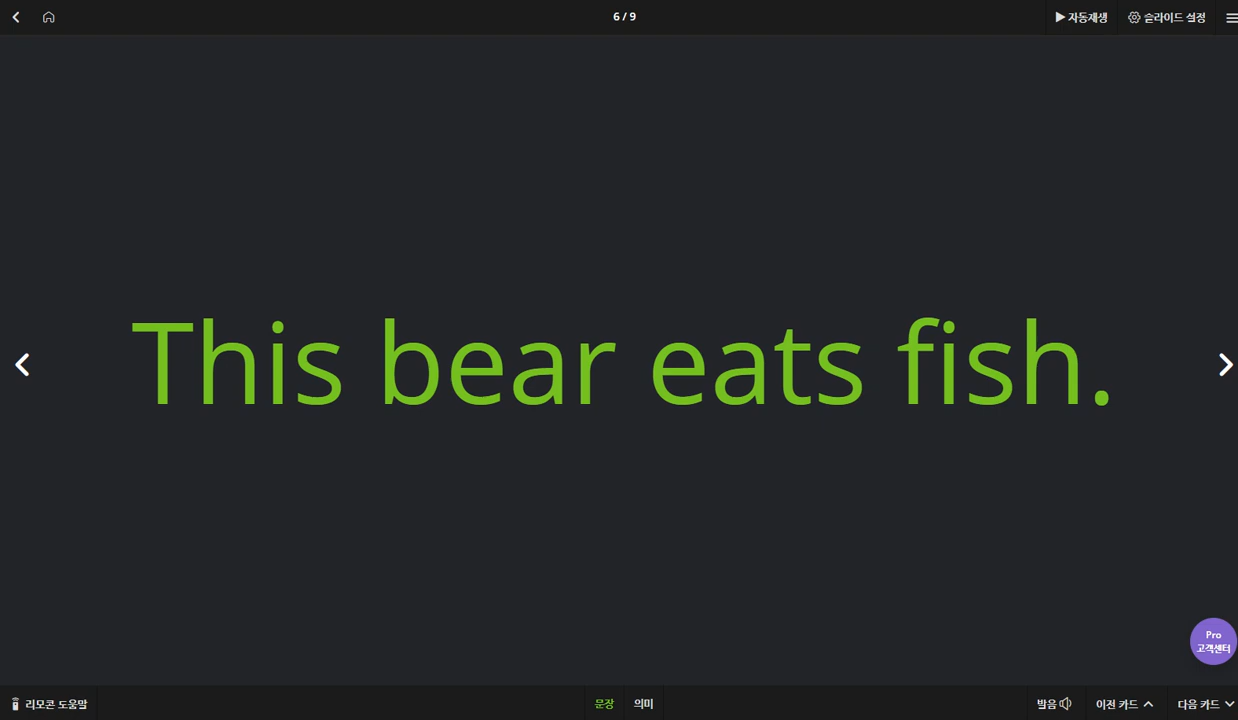 6 / 9
자동재생
슬라이드 설정
This bear eats fish.
Pro
고객센터
리모콘 도움말
문장
의미
발음
이전 카드
다음 카드